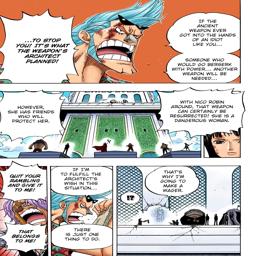 ...TO STOP
YOU! IT'S WHAT
THE WEAPON'S
ARCHITECT
PLANNED!
IF THE
ANCIENT
WEAPON EVER
GOT INTO THE HANDS
OF AN IDIOT
LIKE YOU...
SOMEONE WHO
WOULD GO BERSERK
WITH POWER... ANOTHER
WEAPON WILL BE
NEEDED...
HOWEVER,
SHE HAS FRIENDS
WHO WILL
PROTECT HER.
WITH NICO ROBIN
AROUND, THAT WEAPON
CAN CERTAINLY BE
RESURRECTED! SHE IS A
DANGEROUS WOMAN.
QUIT YOUR
GAMBLING
AND GIVE IT
TO ME!
THAT
BELONGS
TO ME!
IF I'M
TO FULFILL THE
ARCHITECT'S
WISH IN THIS
SITUATION...
THERE
IS JUST ONE
THING TO DO.
!?
THAT'S
WHY I'M
GOING TO
MAKE A
WAGER.